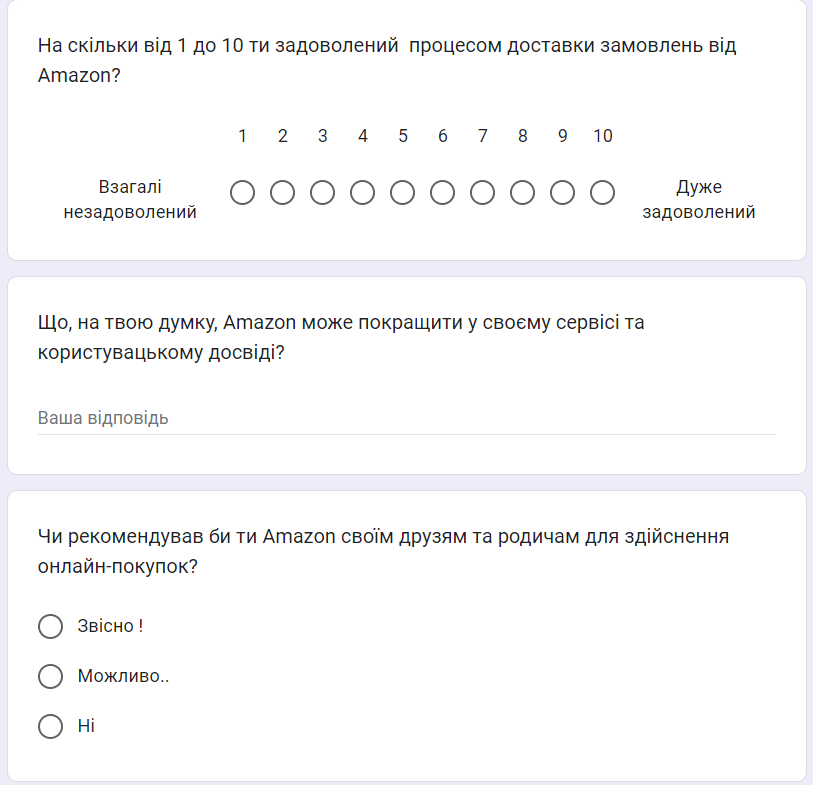 На скільки від 1 до 10 ти задоволений  процесом доставки замовлень від
Amazon?
1 2 3 4 5 6 7 8 9 10
Взагалі
незадоволений
Дуже
задоволений
Що, на твою думку, Amazon може покращити у своєму сервісі та
користувацькому досвіді?
Ваша відповідь
Чи рекомендував би ти Amazon своїм друзям та родичам для здійснення
онлайн-покупок?
Звісно !
Можливо..
Ні